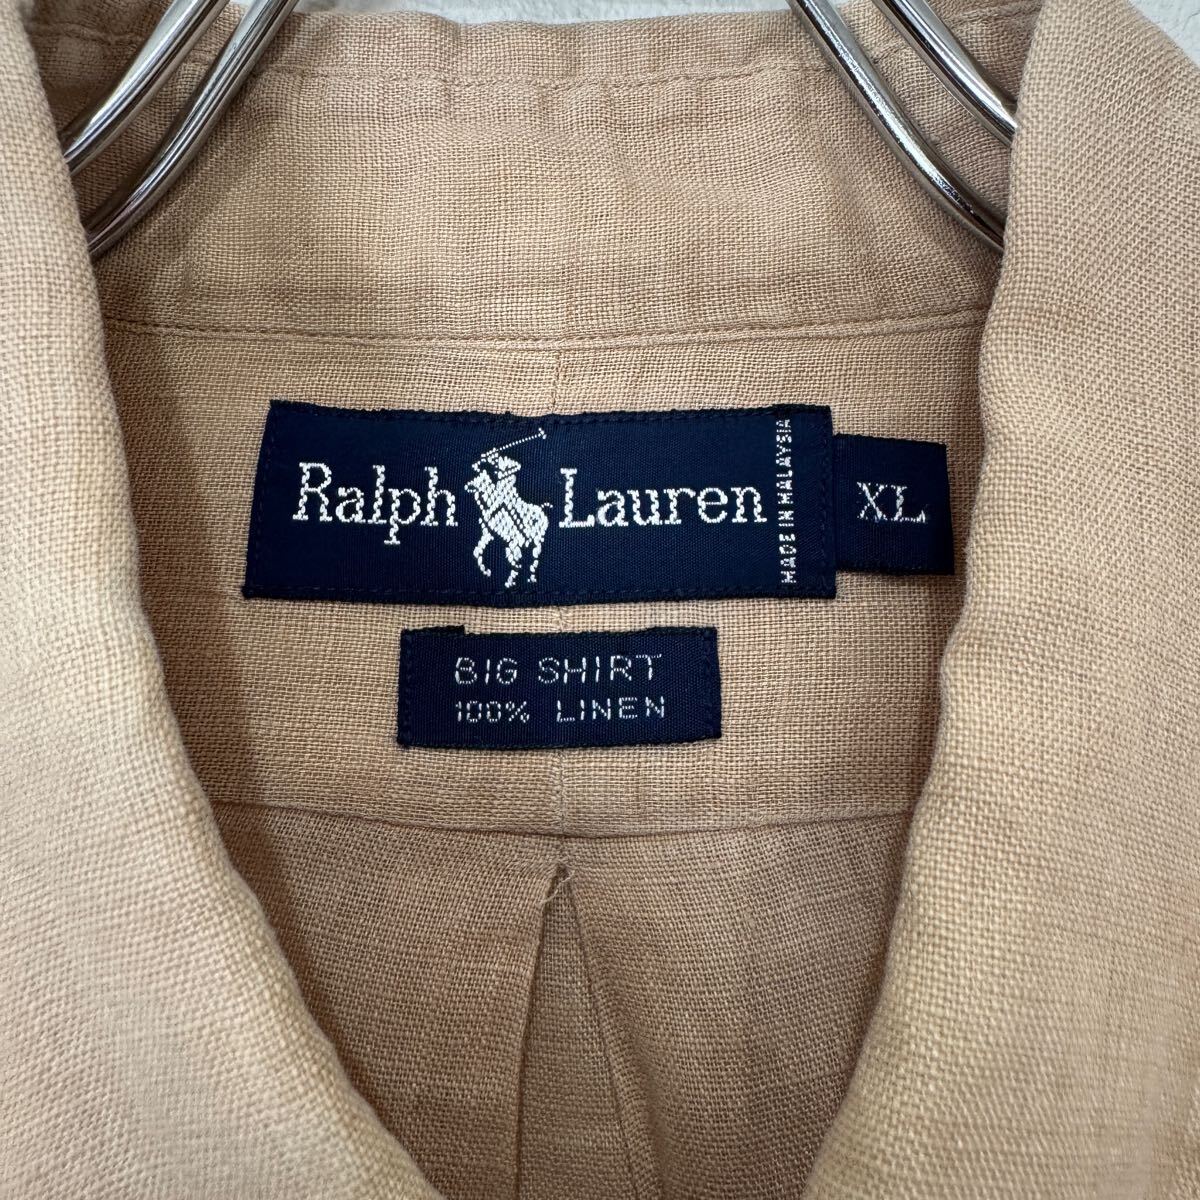 Ralph Lauren
MADE IN MALAYSIA
XL
BIG SHIRT
100% LINEN